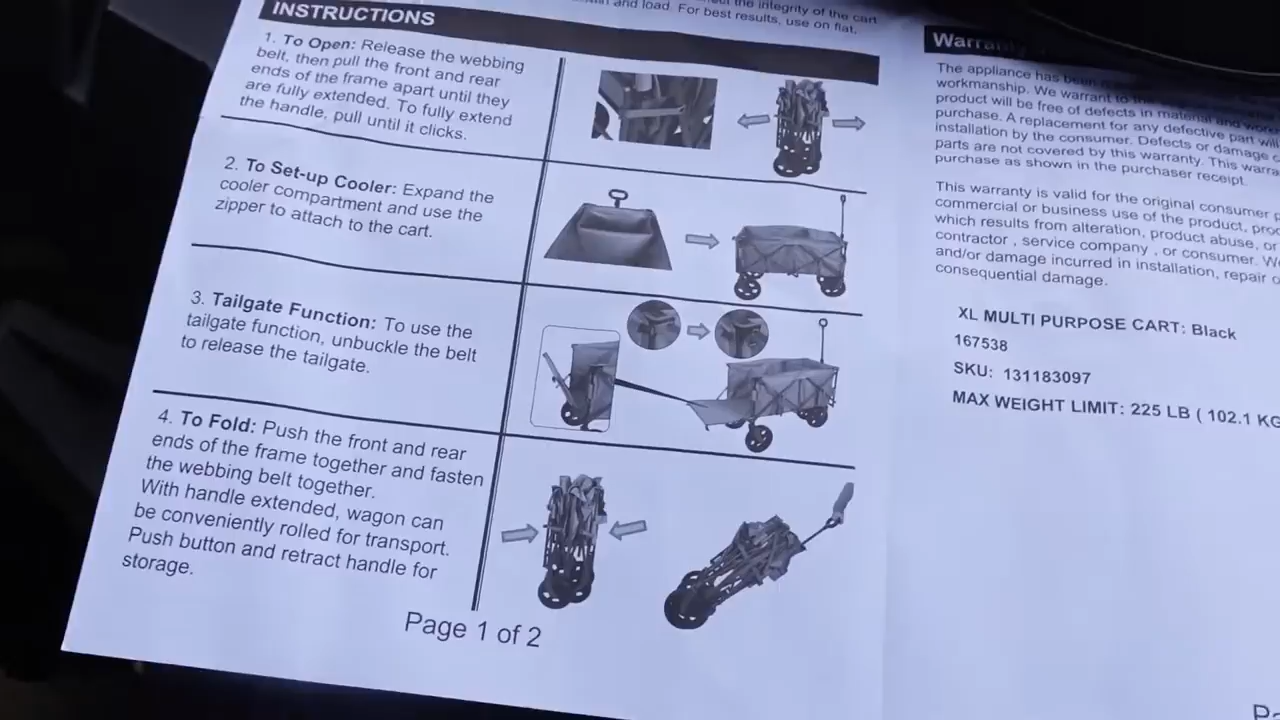 the integrity of the cart
and load. For best results, use on flat,
INSTRUCTIONS
1. To Open: Release the webbing
belt, then pull the front and rear
ends of the frame apart until they
are fully extended. To fully extend
the handle, pull until it clicks.
2. To Set-up Cooler: Expand the
cooler compartment and use the
zipper to attach to the cart.
3. Tailgate Function: To use the
tailgate function, unbuckle the belt
to release the tailgate.
4. To Fold: Push the front and rear
ends of the frame together and fasten
the webbing belt together.
With handle extended, wagon can
be conveniently rolled for transport.
Push button and retract handle for
storage.
Page 1 of 2
Warranty
The appliance has been
workmanship. We warrant to the
product will be free of defects in material and work
purchase. A replacement for any defective part will
installation by the consumer. Defects or damage
parts are not covered by this warranty. This warra
purchase as shown in the purchaser receipt.
This warranty is valid for the original consumer
commercial or business use of the product, prod
which results from alteration, product abuse, or
contractor , service company , or consumer. We
and/or damage incurred in installation, repair
consequential damage.
XL MULTI PURPOSE CART: Black
167538
SKU: 131183097
MAX WEIGHT LIMIT: 225 LB ( 102.1 KG